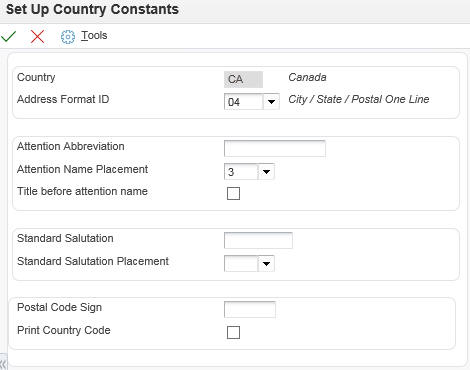 Set Up Country Constants
Tools
Country CA Canada
Address Format ID 04 City / State / Postal One Line
Attention Abbreviation
Attention Name Placement 3
Title before attention name
Standard Salutation
Standard Salutation Placement
Postal Code Sign
Print Country Code